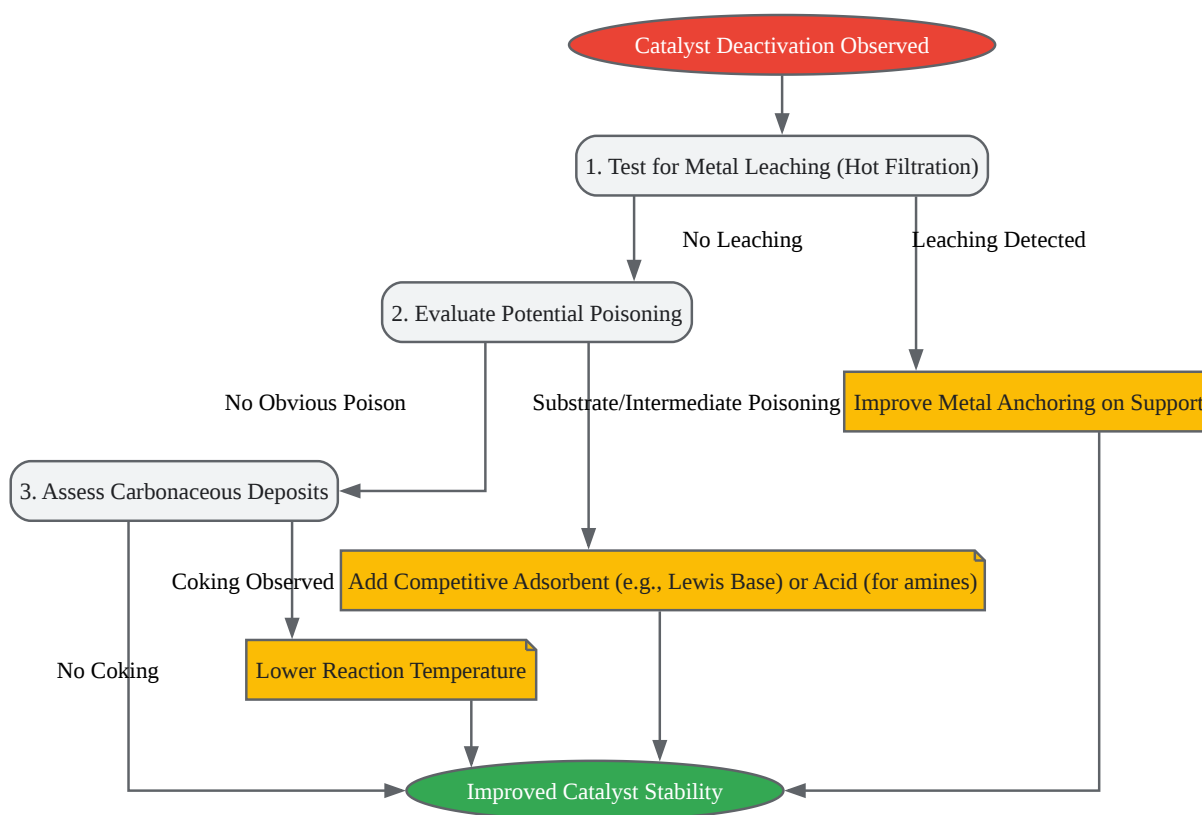 Catalyst Deactivation Observed
1. Test for Metal Leaching (Hot Filtration)
No Leaching
Leaching Detected
2. Evaluate Potential Poisoning
No Obvious Poison
Substrate/Intermediate Poisoning
Improve Metal Anchoring on Support
3. Assess Carbonaceous Deposits
Coking Observed
Add Competitive Adsorbent (e.g., Lewis Base) or Acid (for amines)
No Coking
Lower Reaction Temperature
Improved Catalyst Stability